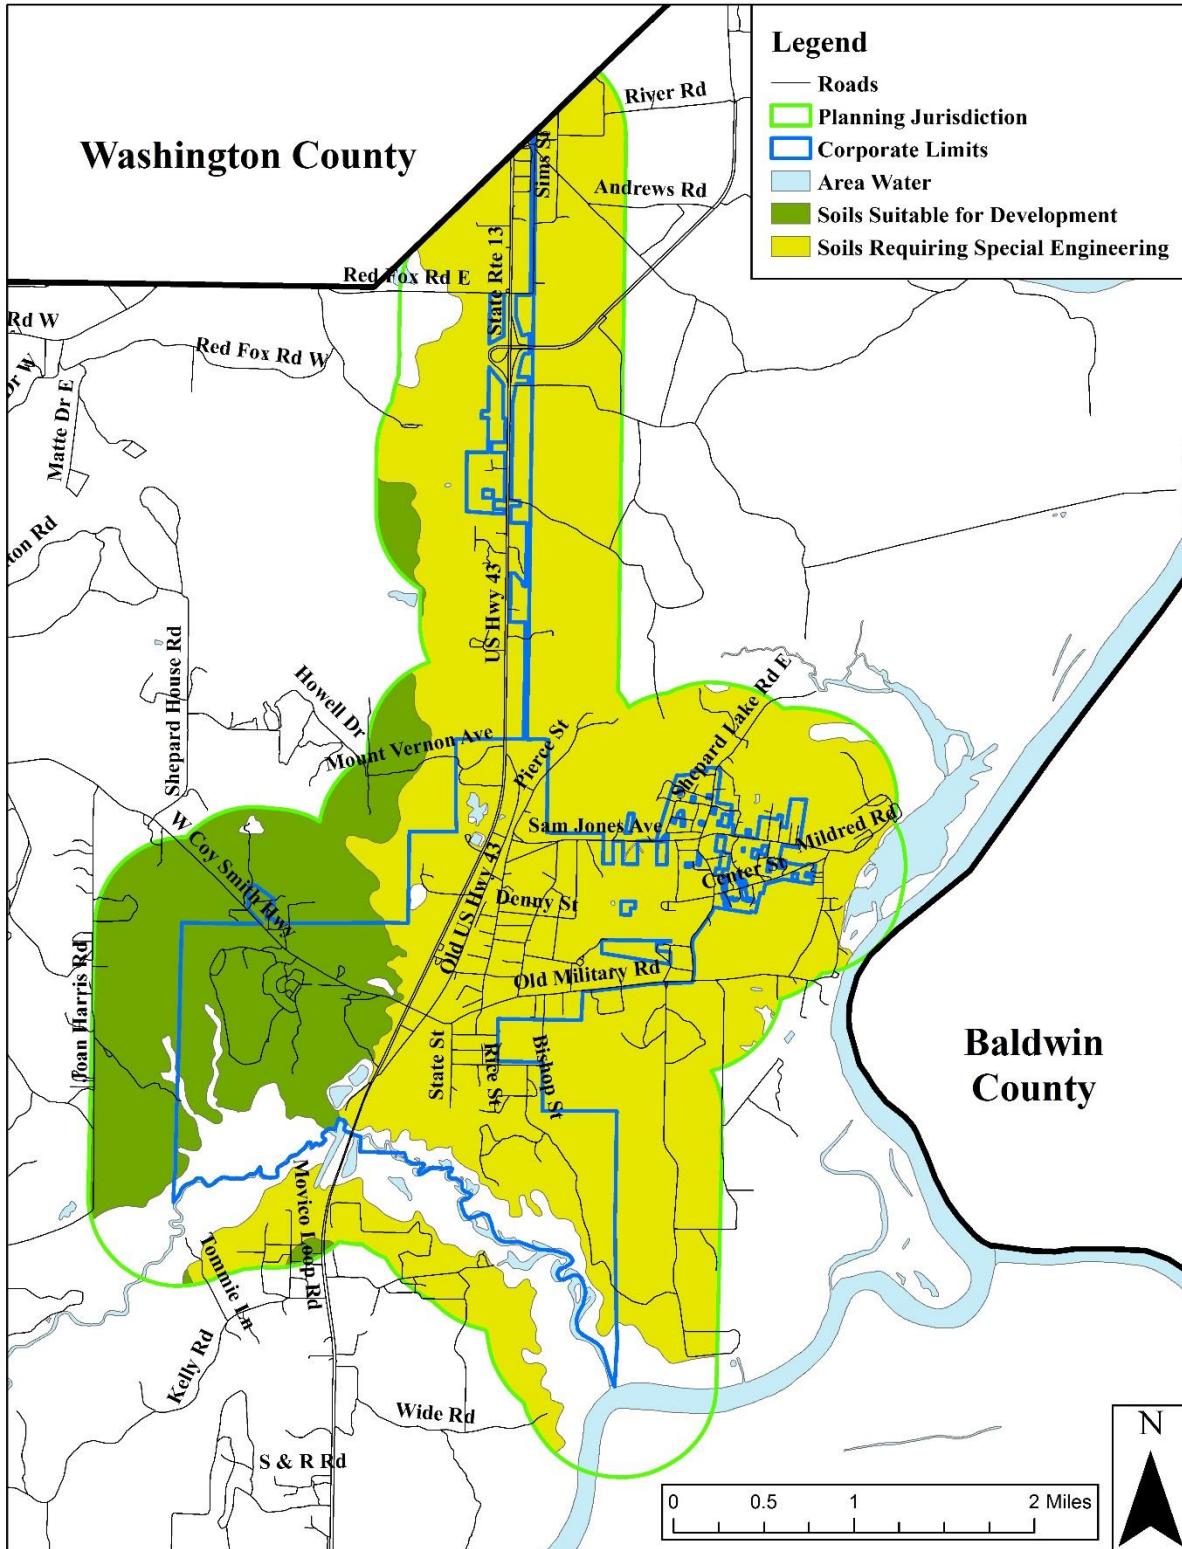 Legend
Roads
Planning Jurisdiction
Corporate Limits
Area Water
Soils Suitable for Development
Soils Requiring Special Engineering
Washington County
River Rd
Sims St
Andrews Rd
State Rte 13
Red Fox Rd E
Rd W
Red Fox Rd W
Dr W
Matte Dr E
ton Rd
US Hwy 43
Shepard House Rd
Howell Dr
Mount Vernon Ave
Pierce St
Shepard Lake Rd E
Sam Jones Ave
Mildred Rd
W Coy Smith Hwy
Center St
Old US Hwy 43
Denny St
Joan Harris Rd
Old Military Rd
State St
Rice St
Bishop St
Baldwin
County
Movico Loop Rd
Tommie Ln
Kelly Rd
Wide Rd
S & R Rd
N
0 0.5 1 2 Miles